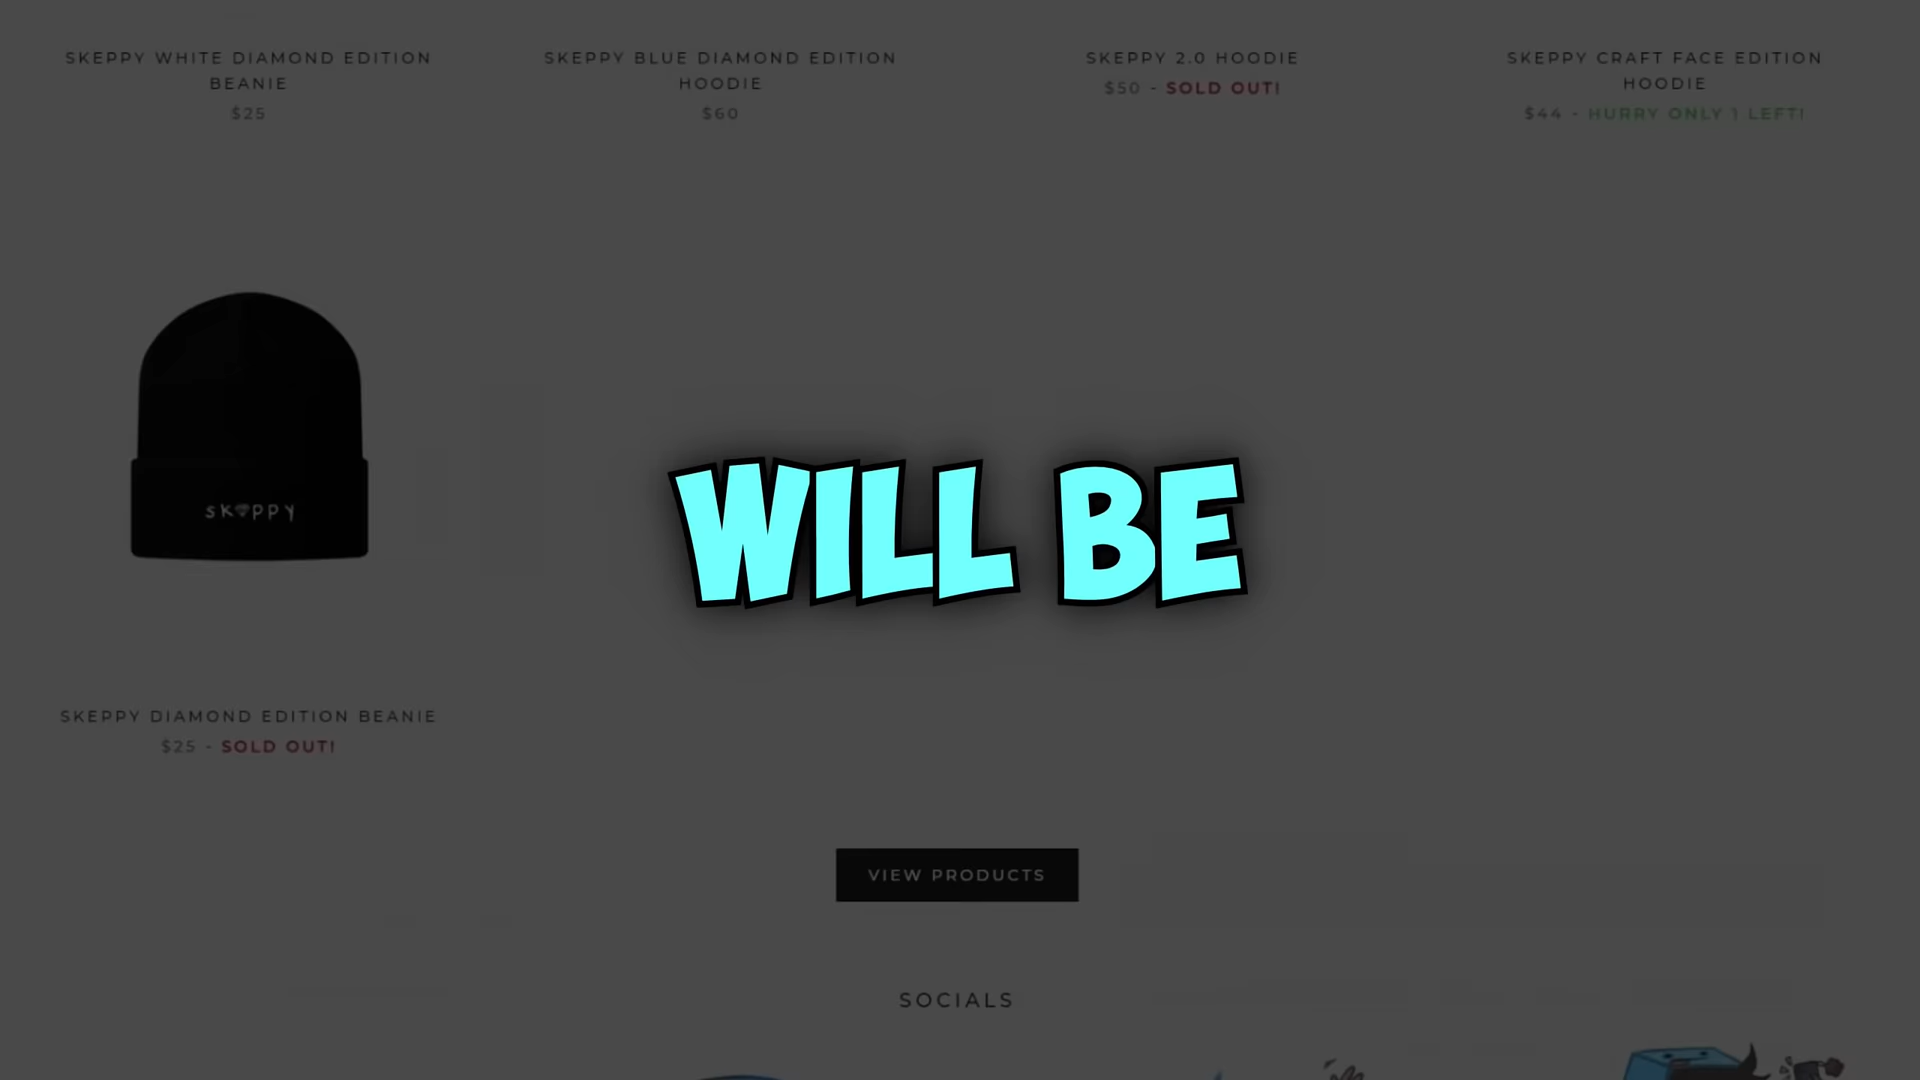 SKEPPY WHITE DIAMOND EDITION
BEANIE
$25
SKEPPY BLUE DIAMOND EDITION
HOODIE
$60
SKEPPY 2.0 HOODIE
$50 - SOLD OUT!
SKEPPY CRAFT FACE EDITION
HOODIE
$44 - HURRY ONLY 1 LEFT!
skeppy
WILL BE
SKEPPY DIAMOND EDITION BEANIE
$25 - SOLD OUT!
VIEW PRODUCTS
SOCIALS